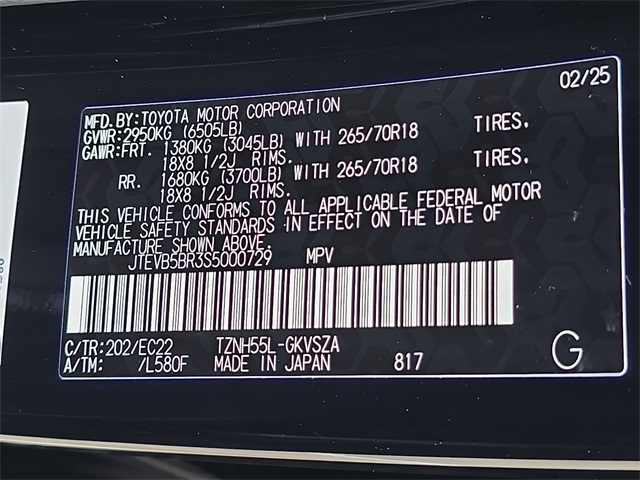 02/25
MFD. BY:TOYOTA MOTOR CORPORATION
GVWR:2950KG (6505LB)
GAWR:FRT. 1380KG (3045LB) WITH 265/70R18 TIRES.
18X8 1/2J RIMS.
RR. 1680KG (3700LB) WITH 265/70R18 TIRES.
18X8 1/2J RIMS.
THIS VEHICLE CONFORMS TO ALL APPLICABLE FEDERAL MOTOR
VEHICLE SAFETY STANDARDS IN EFFECT ON THE DATE OF
MANUFACTURE SHOWN ABOVE.
JTEVB5BR3S5000729 MPV
C/TR:202/EC22 TZNH55L-GKVSZA
A/TM: /L580F MADE IN JAPAN 817 G